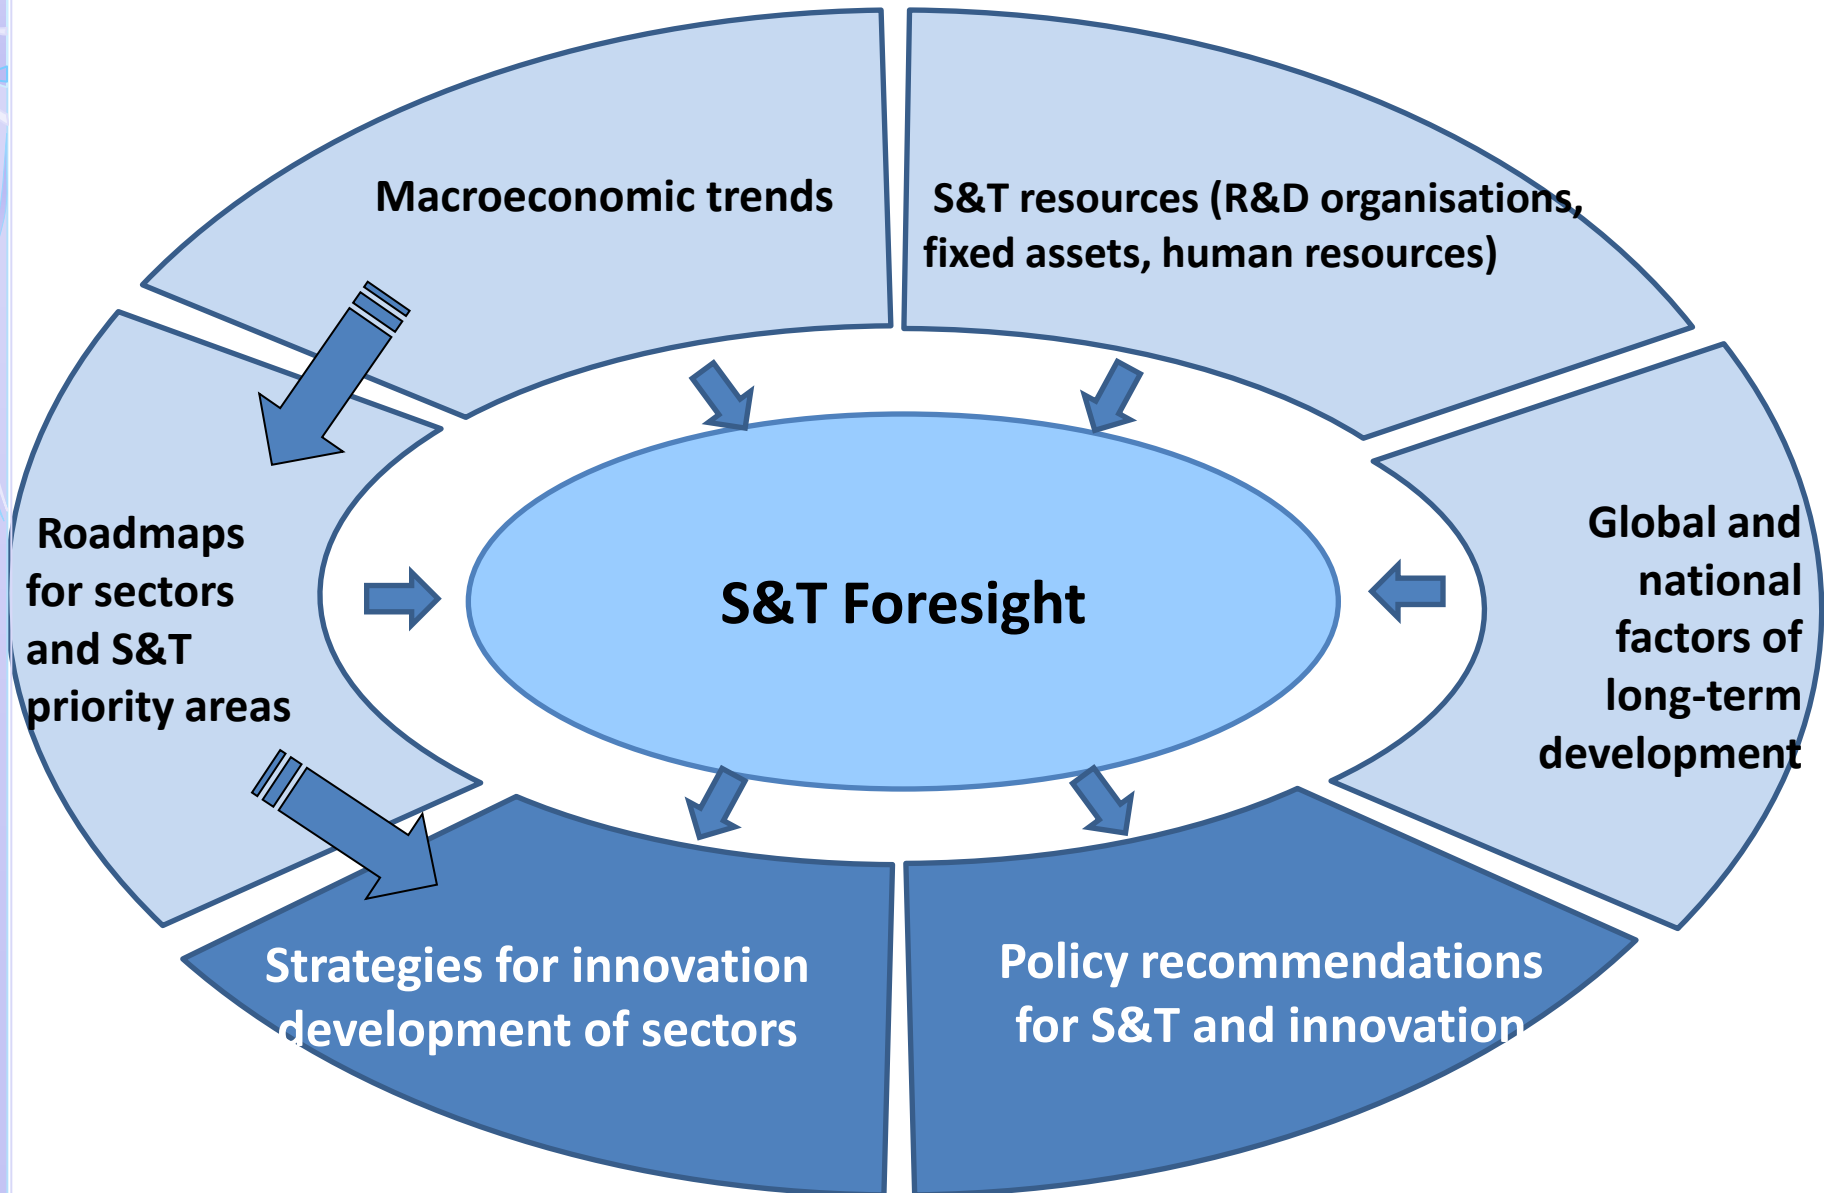 Macroeconomic trends
S&T resources (R&D organisations,
fixed assets, human resources)
Roadmaps
for sectors
and S&T
priority areas
S&T Foresight
Global and
national
factors of
long-term
development
Strategies for innovation
development of sectors
Policy recommendations
for S&T and innovation